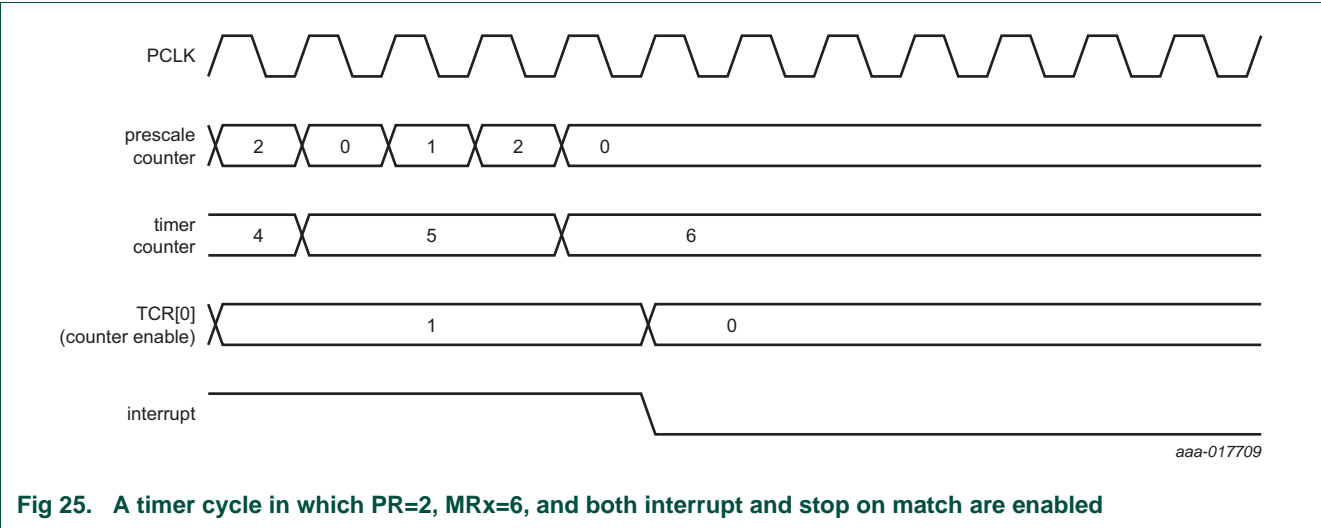 PCLK
prescale
counter
2 0 1 2 0
timer
counter
4 5 6
TCR[0]
(counter enable)
1 0
interrupt
aaa-017709
Fig 25. A timer cycle in which PR=2, MRx=6, and both interrupt and stop on match are enabled